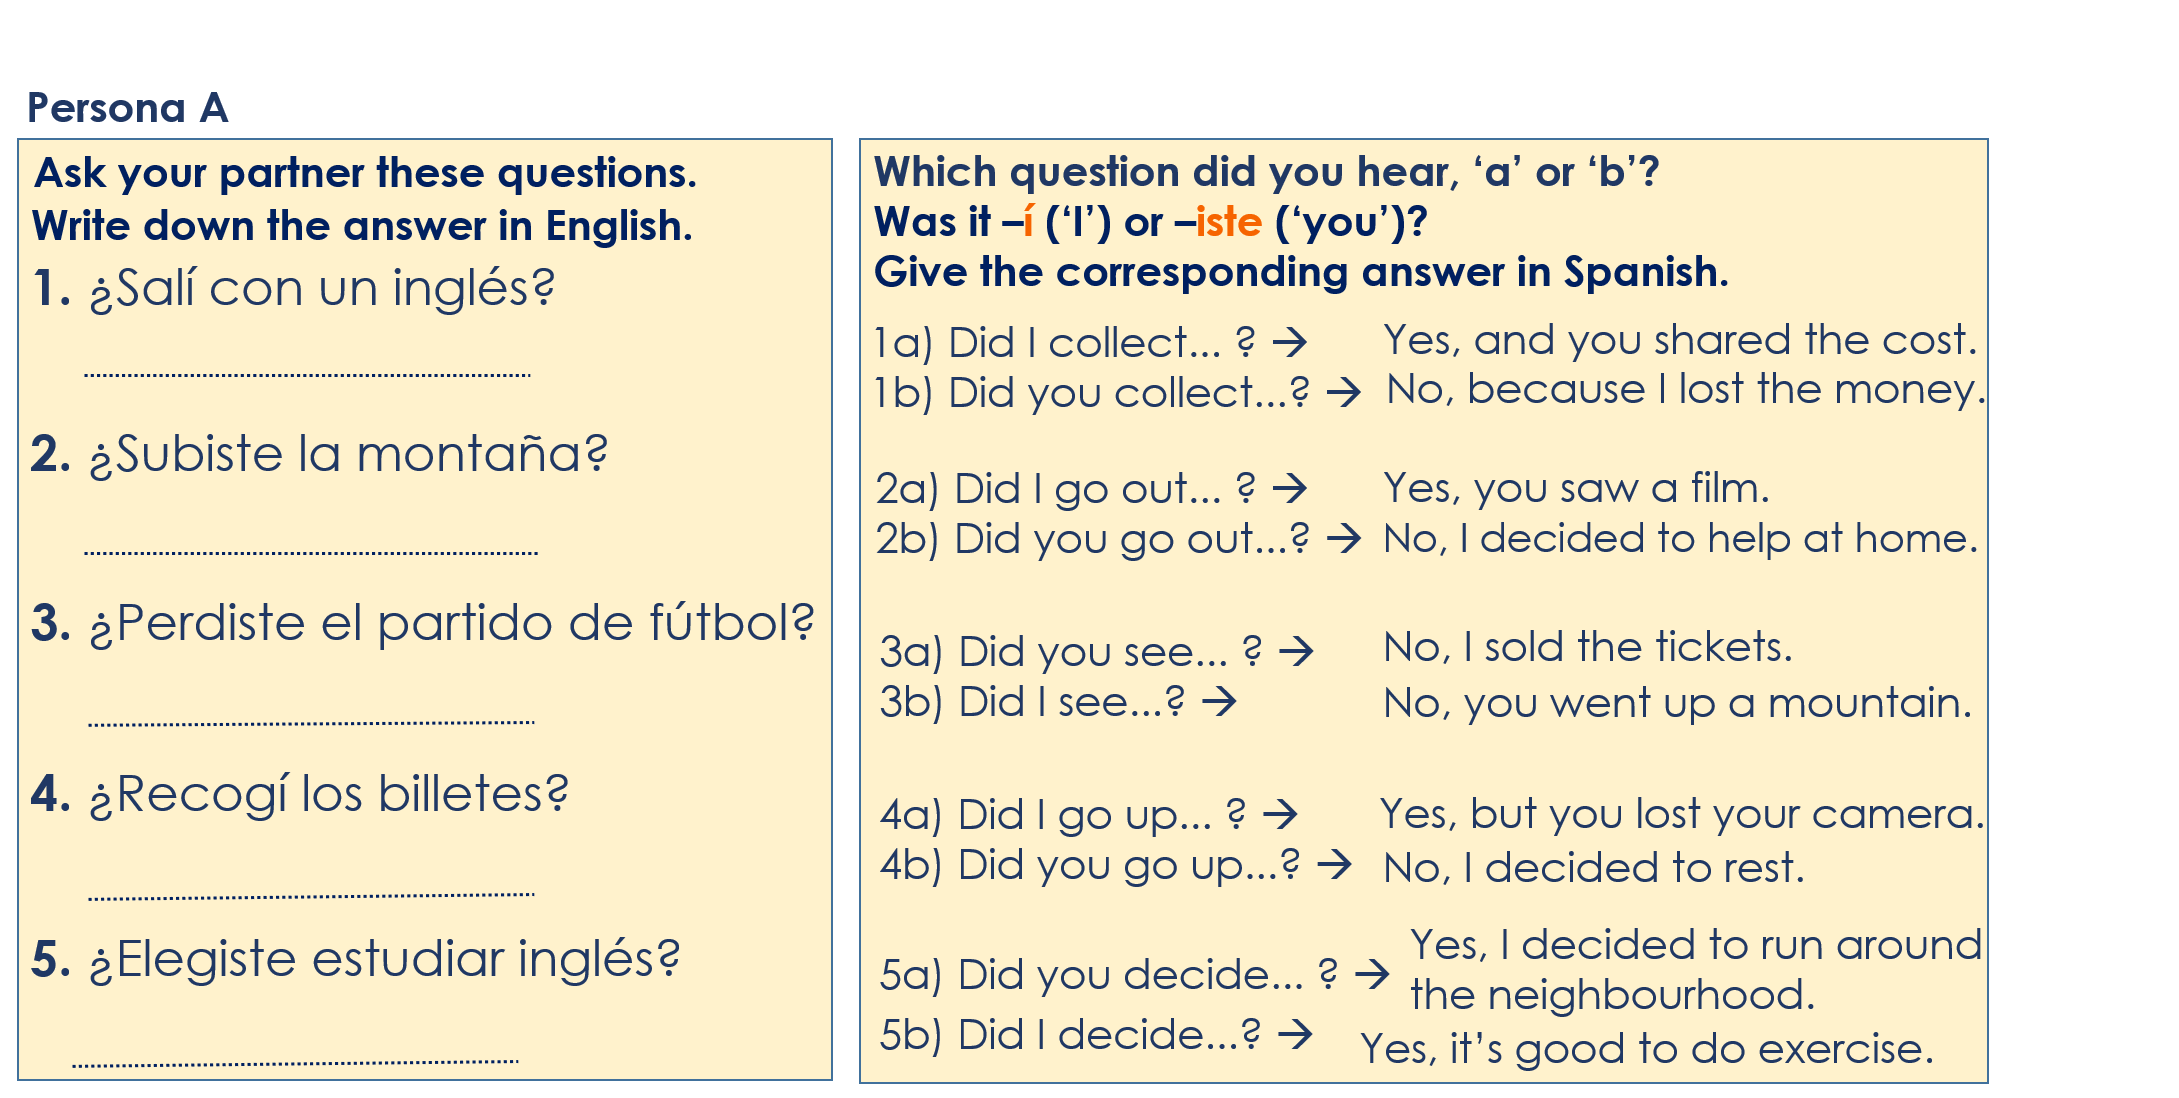 Persona A
Ask your partner these questions.
Write down the answer in English.
1. ¿Salí con un inglés?
2. ¿Subiste la montaña?
3. ¿Perdiste el partido de fútbol?
4. ¿Recogí los billetes?
5. ¿Elegiste estudiar inglés?
Which question did you hear, ‘a’ or ‘b’?
Was it –í (‘I’) or –iste (‘you’)?
Give the corresponding answer in Spanish.
1a) Did I collect... ? → Yes, and you shared the cost.
1b) Did you collect...? → No, because I lost the money.
2a) Did I go out... ? → Yes, you saw a film.
2b) Did you go out...? → No, I decided to help at home.
3a) Did you see... ? → No, I sold the tickets.
3b) Did I see...? → No, you went up a mountain.
4a) Did I go up... ? → Yes, but you lost your camera.
4b) Did you go up...? → No, I decided to rest.
5a) Did you decide... ? → Yes, I decided to run around
the neighbourhood.
5b) Did I decide...? → Yes, it’s good to do exercise.